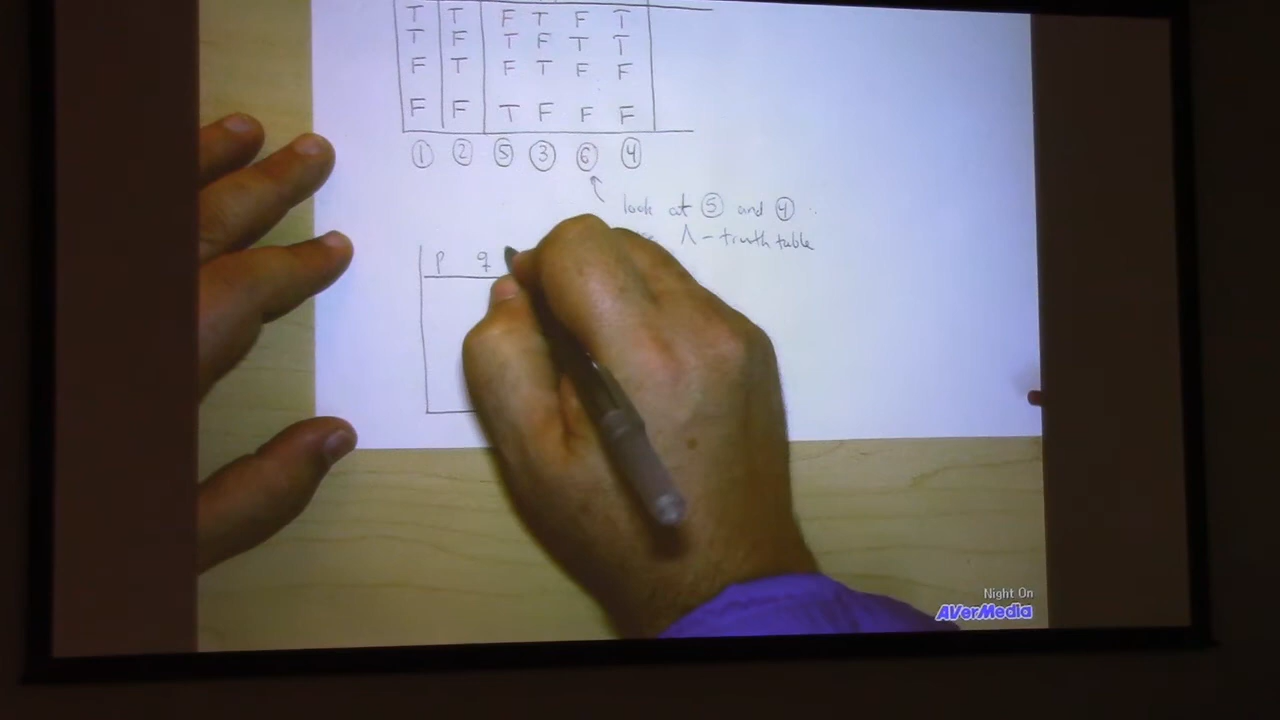 T T F T F T
T F T F T T
F T F T F F
F F T F F F
① ② ⑤ ③ ⑥ ④
look at ⑤ and ④
Λ - truth table
p q
Night On
AVerMedia